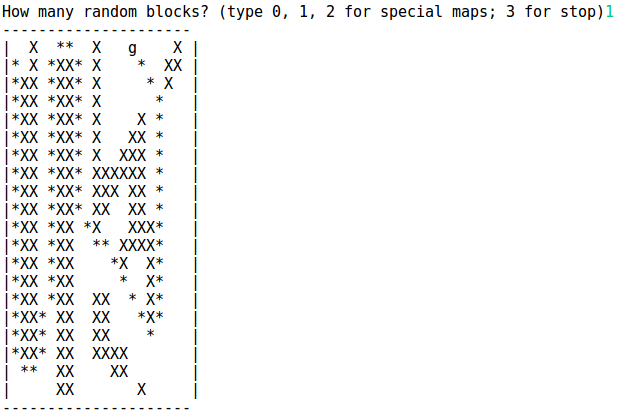 How many random blocks? (type 0, 1, 2 for special maps; 3 for stop)1
---------------------
|  X  **  X   g    X |
|* X *XX* X    *  XX |
|*XX *XX* X     * X  |
|*XX *XX* X      *   |
|*XX *XX* X    X *   |
|*XX *XX* X   XX *   |
|*XX *XX* X  XXX *   |
|*XX *XX* XXXXXX *   |
|*XX *XX* XXX XX *   |
|*XX *XX* XX  XX *   |
|*XX *XX *X   XXX*   |
|*XX *XX  ** XXXX*   |
|*XX *XX    *X  X*   |
|*XX *XX     *  X*   |
|*XX *XX  XX  * X*   |
|*XX* XX  XX   *X*   |
|*XX* XX  XX    *    |
|*XX* XX  XXXX       |
| **  XX    XX       |
|     XX       X     |
---------------------